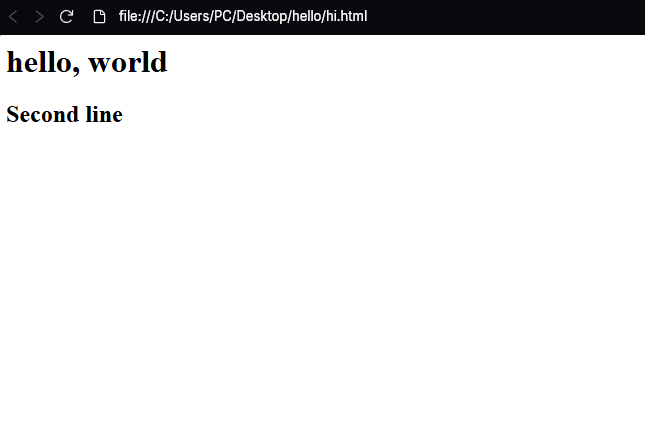 file:///C:/Users/PC/Desktop/hello/hi.html
hello, world
Second line